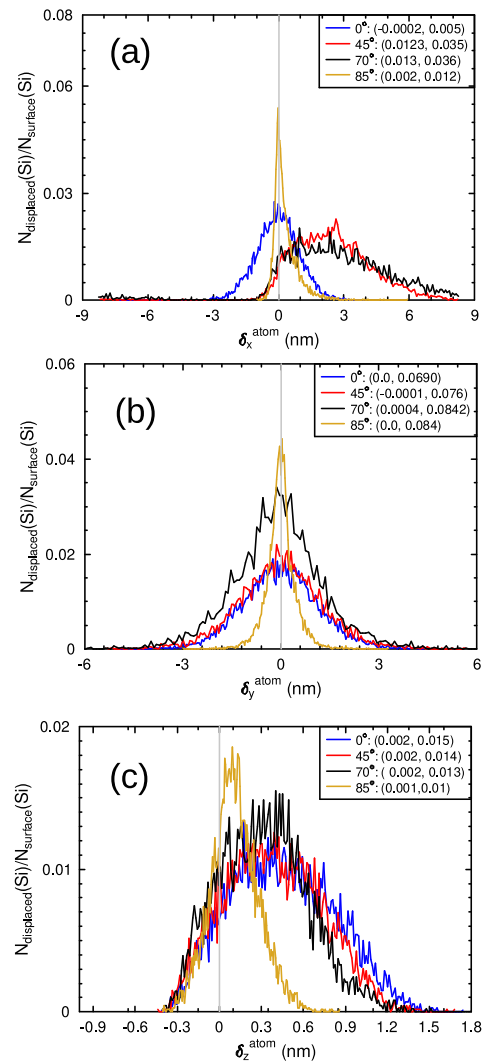 0.08
(a)
0°: (-0.0002, 0.005)
45°: (0.0123, 0.035)
70°: (0.013, 0.036)
85°: (0.002, 0.012)
0.06
0.03
0
N_displaced(Si)/N_surface(Si)
-9 -6 -3 0 3 6 9
δ_x^atom (nm)
0.06
(b)
0°: (0.0, 0.0690)
45°: (-0.0001, 0.076)
70°: (0.0004, 0.0842)
85°: (0.0, 0.084)
0.04
0.02
0
N_displaced(Si)/N_surface(Si)
-6 -3 0 3 6
δ_y^atom (nm)
0.02
(c)
0°: (0.002, 0.015)
45°: (0.002, 0.014)
70°: ( 0.002, 0.013)
85°: (0.001,0.01)
0.01
0
N_displaced(Si)/N_surface(Si)
-0.9 -0.6 -0.3 0 0.3 0.6 0.9 1.2 1.5 1.8
δ_z^atom (nm)